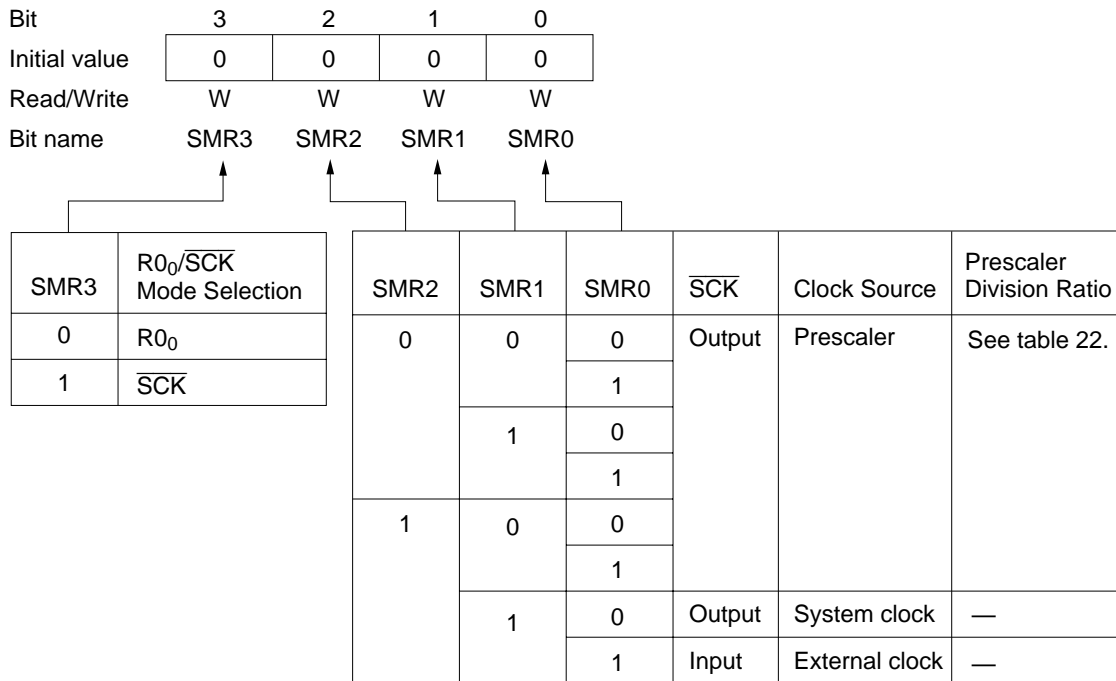 Bit 3 2 1 0
Initial value 0 0 0 0
Read/Write W W W W
Bit name SMR3 SMR2 SMR1 SMR0
SMR3 R0₀/S̅C̅K̅ Mode Selection
0 R0₀
1 S̅C̅K̅
SMR2 SMR1 SMR0 S̅C̅K̅ Clock Source Prescaler Division Ratio
0 0 0 Output Prescaler See table 22.
1
1 0
1
1 0 0
1
1 0 Output System clock —
1 Input External clock —